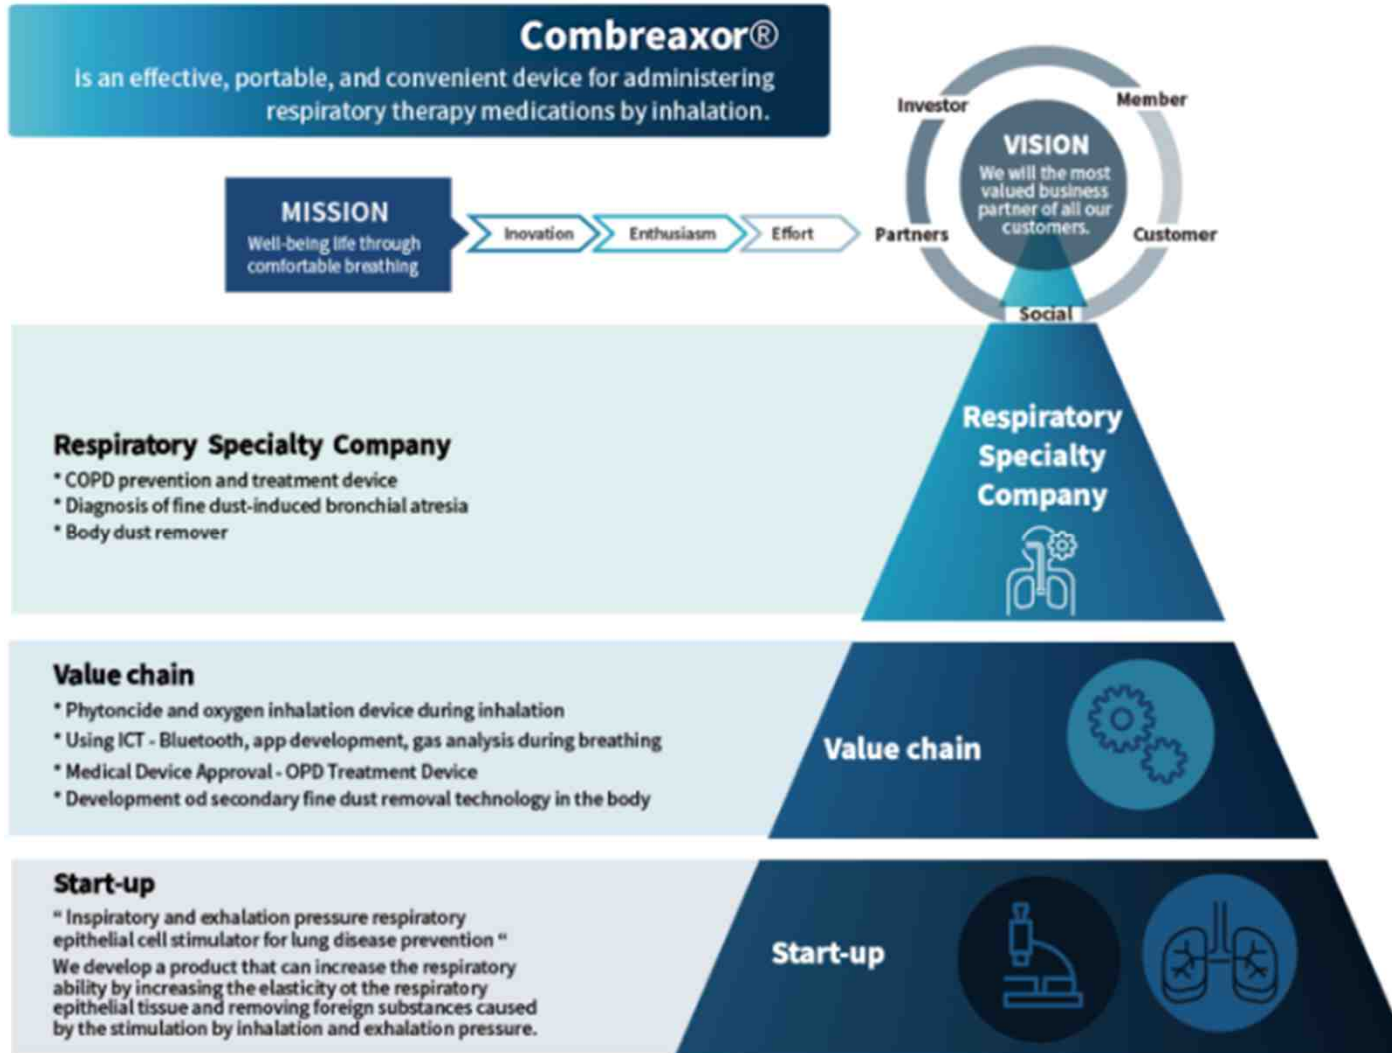 Combreaxor®
is an effective, portable, and convenient device for administering
respiratory therapy medications by inhalation.
Investor
Member
VISION
We will the most
valued business
partner of all our
customers.
Partners
Customer
Social
MISSION
Well-being life through
comfortable breathing
Inovation
Enthusiasm
Effort
Respiratory Specialty Company
* COPD prevention and treatment device
* Diagnosis of fine dust-induced bronchial atresia
* Body dust remover
Respiratory
Specialty
Company
Value chain
* Phytoncide and oxygen inhalation device during inhalation
* Using ICT - Bluetooth, app development, gas analysis during breathing
* Medical Device Approval - OPD Treatment Device
* Development od secondary fine dust removal technology in the body
Value chain
Start-up
“ Inspiratory and exhalation pressure respiratory
epithelial cell stimulator for lung disease prevention “
We develop a product that can increase the respiratory
ability by increasing the elasticity ot the respiratory
epithelial tissue and removing foreign substances caused
by the stimulation by inhalation and exhalation pressure.
Start-up